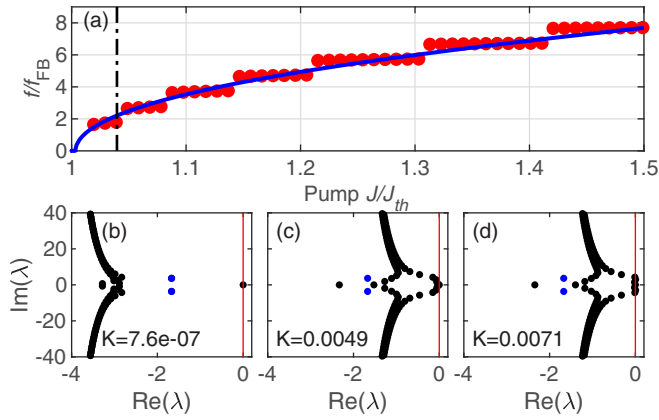 (a)
f/f_FB
8
6
4
2
0
1 1.1 1.2 1.3 1.4 1.5
Pump J/J_th
40
20
0
-20
-40
Im(λ)
(b) (c) (d)
K=7.6e-07 K=0.0049 K=0.0071
-4 -2 0 -4 -2 0 -4 -2 0
Re(λ) Re(λ) Re(λ)